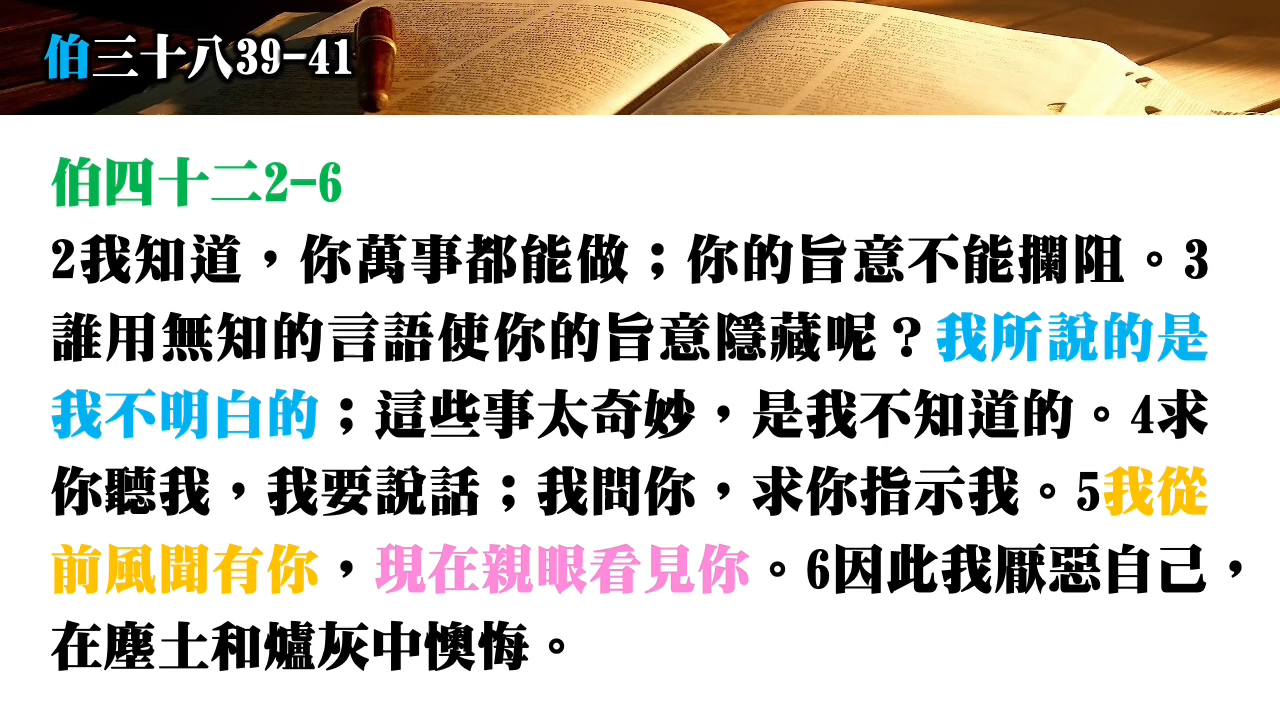 伯三十八39-41
伯四十二2-6
2我知道，你萬事都能做；你的旨意不能攔阻。3
誰用無知的言語使你的旨意隱藏呢？我所說的是
我不明白的；這些事太奇妙，是我不知道的。4求
你聽我，我要說話；我問你，求你指示我。5我從
前風聞有你，現在親眼看見你。6因此我厭惡自己，
在塵土和爐灰中懊悔。